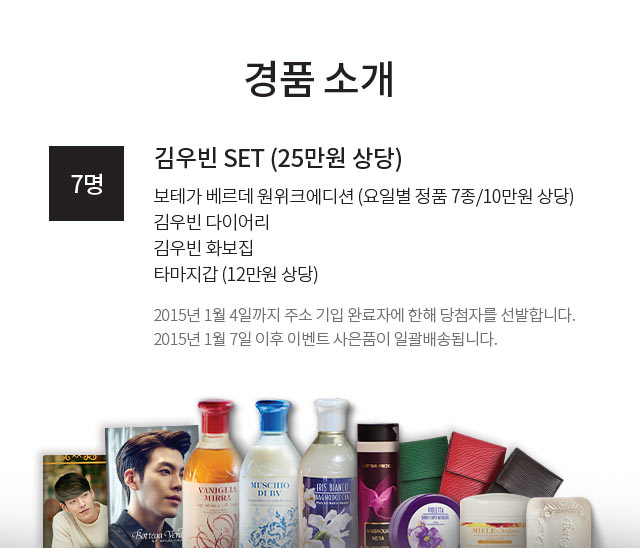 경품 소개
7명
김우빈 SET (25만원 상당)
보테가 베르데 원위크에디션 (요일별 정품 7종/10만원 상당)
김우빈 다이어리
김우빈 화보집
타마지갑 (12만원 상당)
2015년 1월 4일까지 주소 기입 완료자에 한해 당첨자를 선발합니다.
2015년 1월 7일 이후 이벤트 사은품이 일괄배송됩니다.
VANIGLIA
MIRRA
MUSCHIO
DI BV
IRIS BIANCO
BAGNODOCCIA
MAGNOLIA
NERA
VIOLETTA
MIELE
Bottega Verde